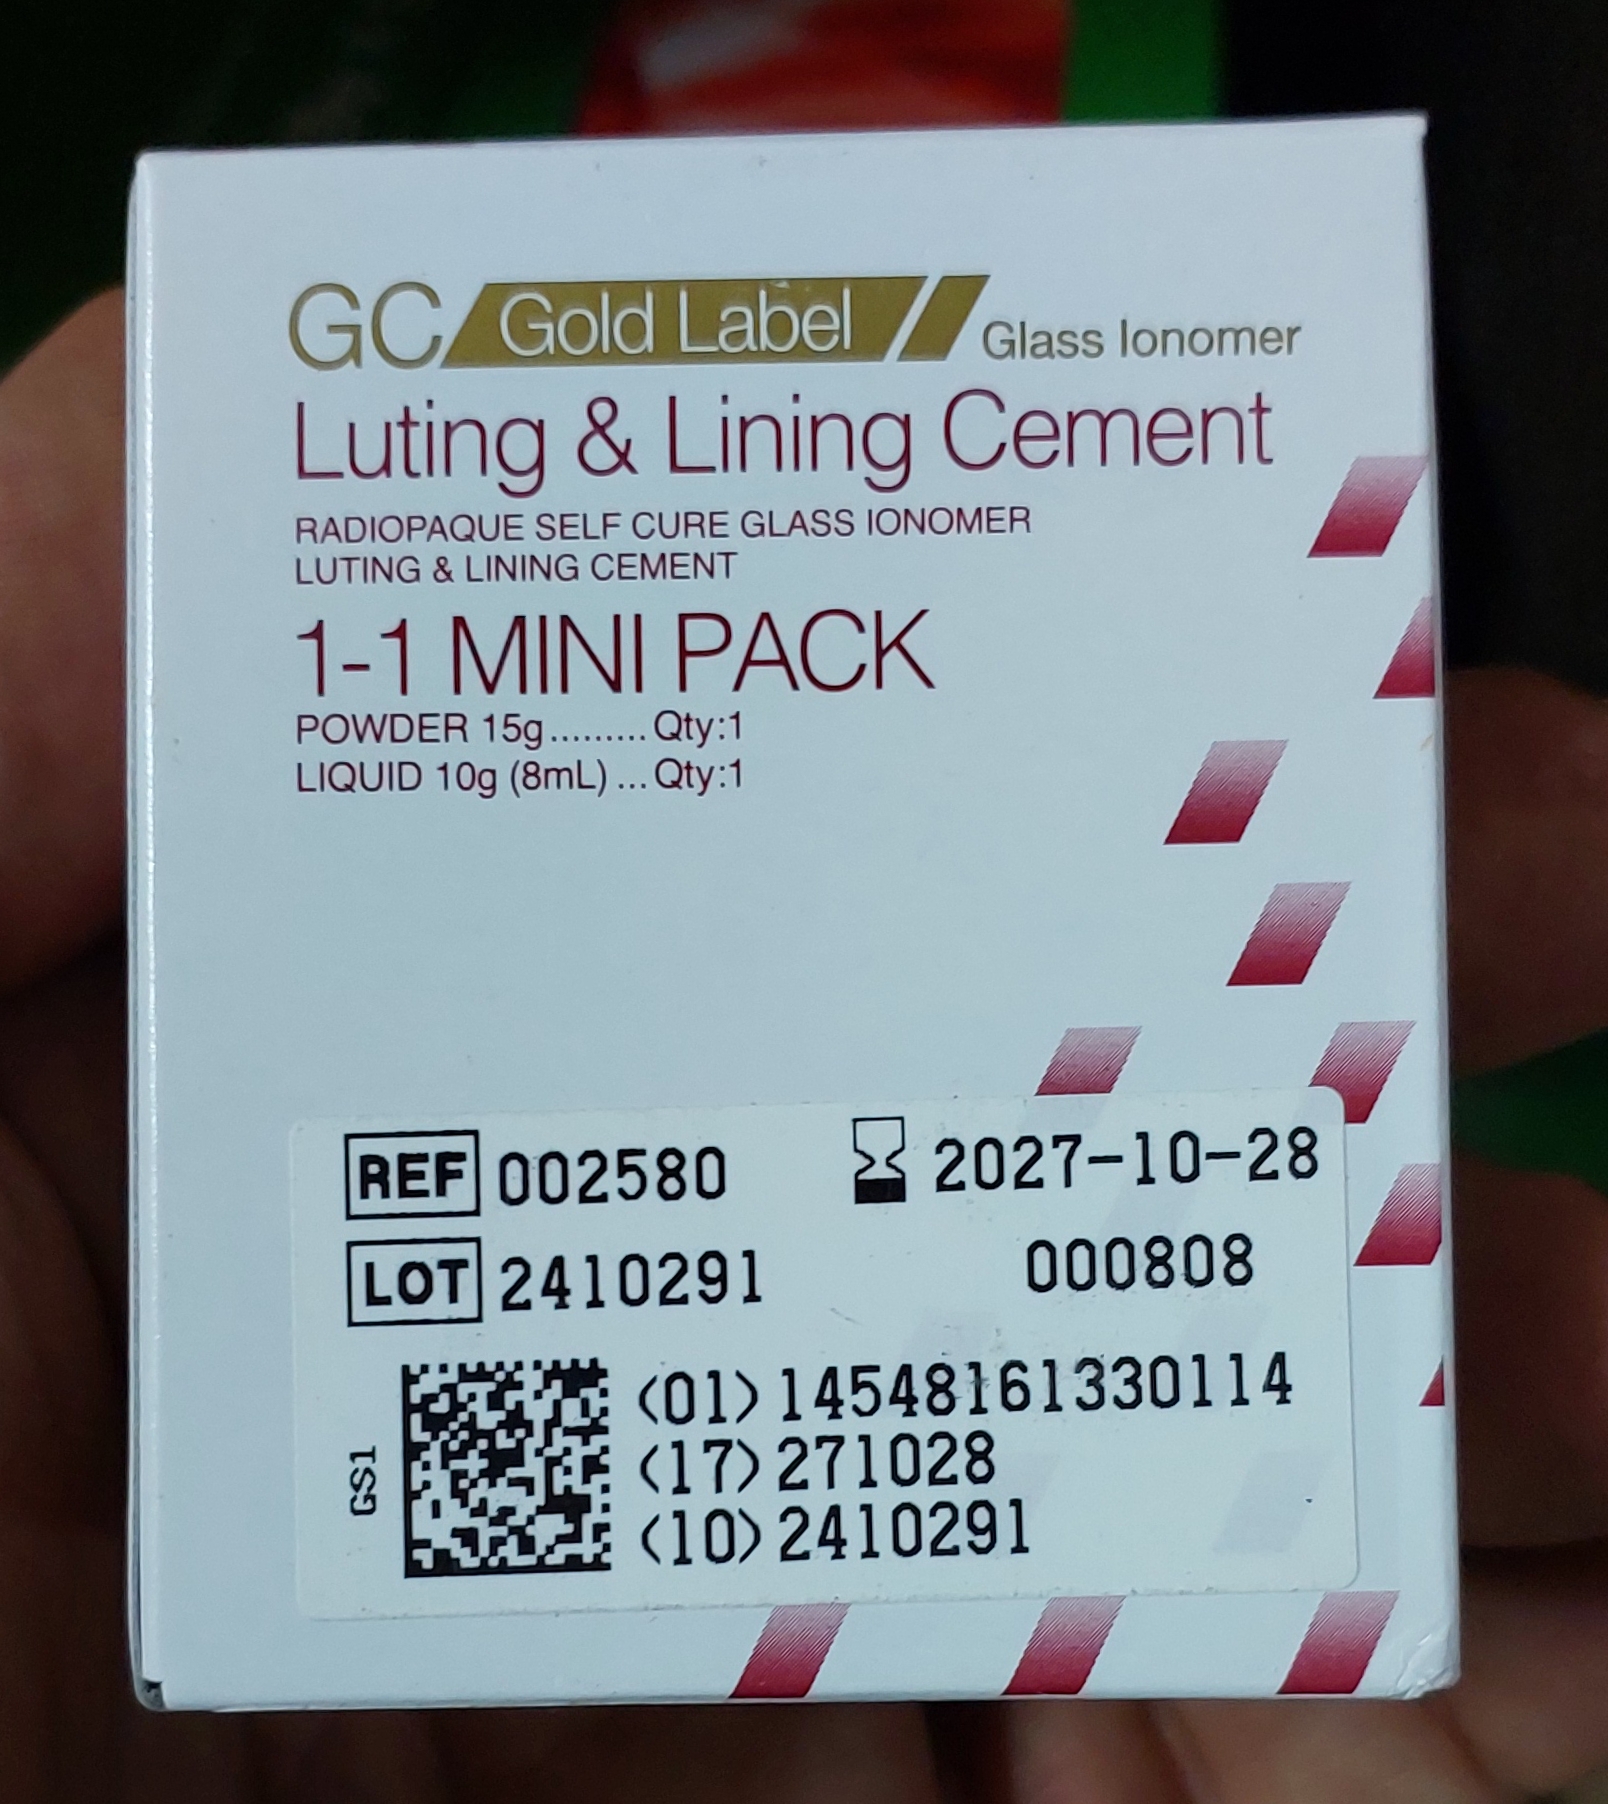 GC Gold Label Glass Ionomer
Luting & Lining Cement
RADIOPAQUE SELF CURE GLASS IONOMER
LUTING & LINING CEMENT
1-1 MINI PACK
POWDER 15g......... Qty:1
LIQUID 10g (8mL) ... Qty:1
REF 002580 2027-10-28
LOT 2410291 000808
GS1
(01)14548161330114
(17)271028
(10)2410291